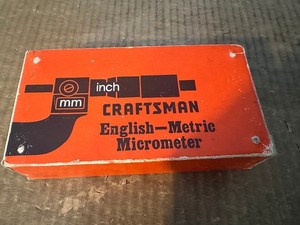 inch
mm
CRAFTSMAN
English—Metric
Micrometer